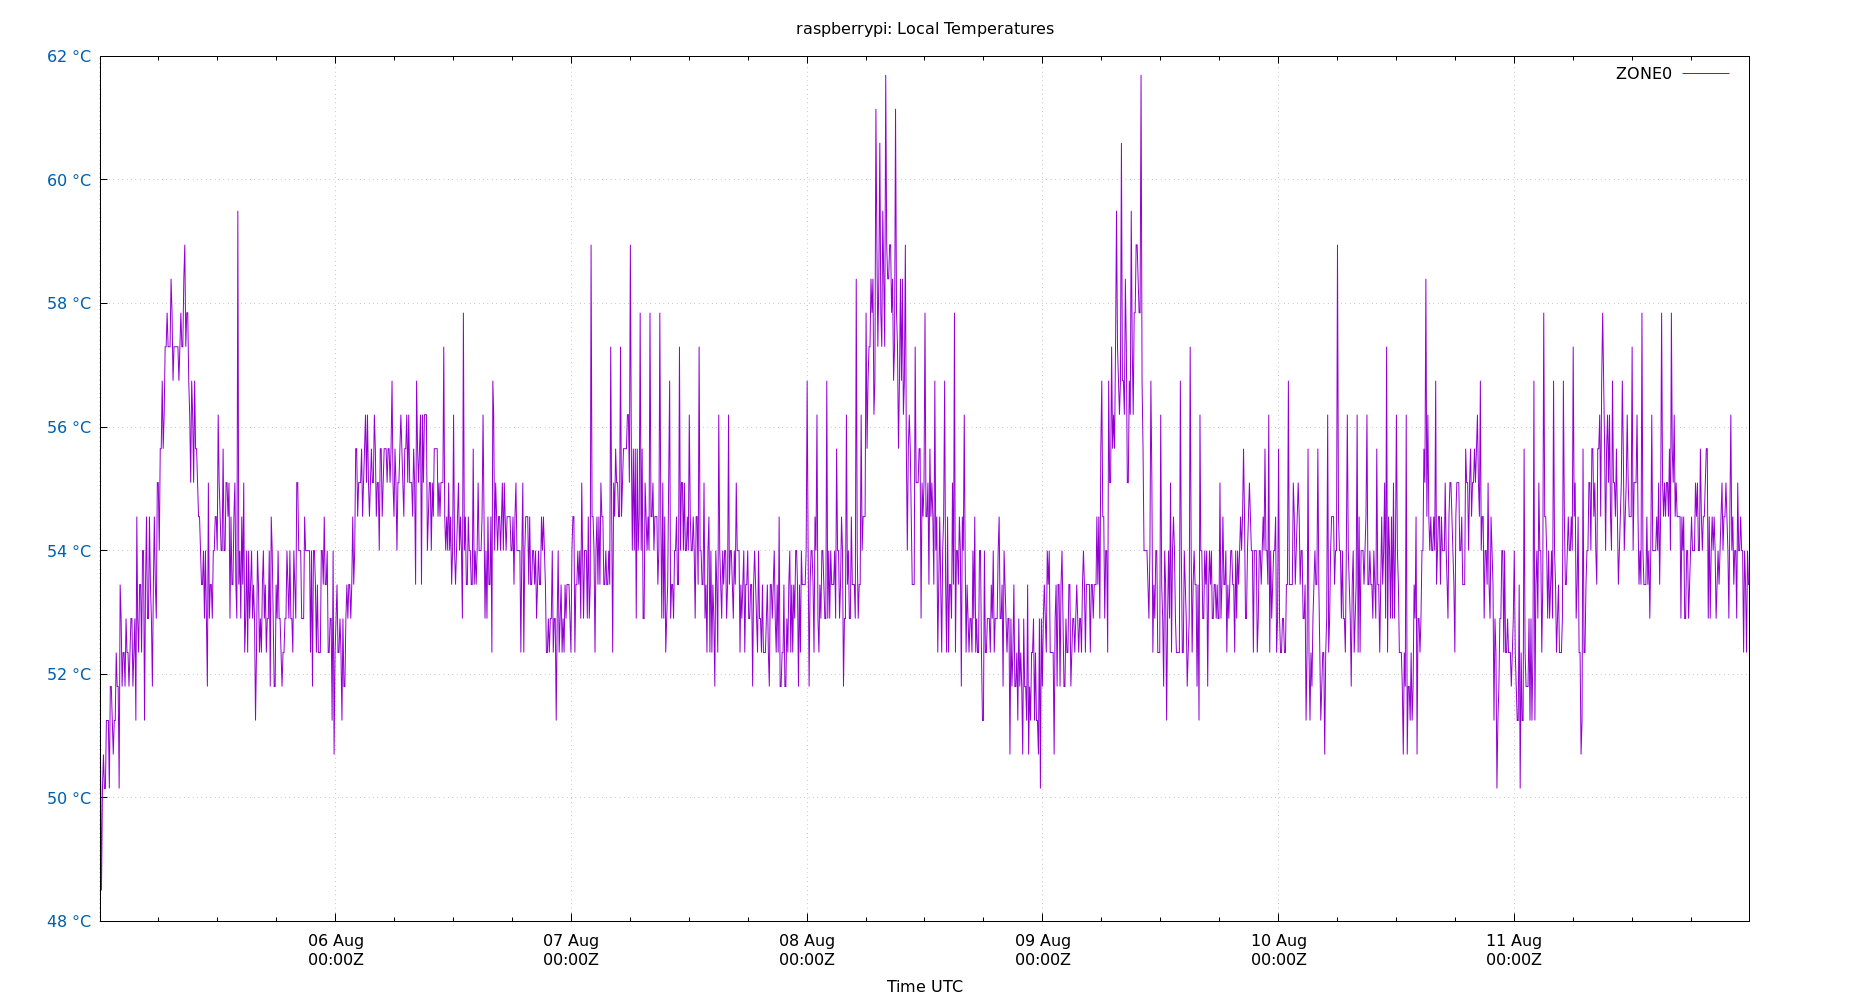 raspberrypi: Local Temperatures
62 °C
ZONE0
60 °C
58 °C
56 °C
54 °C
52 °C
50 °C
48 °C
06 Aug 07 Aug 08 Aug 09 Aug 10 Aug 11 Aug
00:00Z 00:00Z 00:00Z 00:00Z 00:00Z 00:00Z
Time UTC